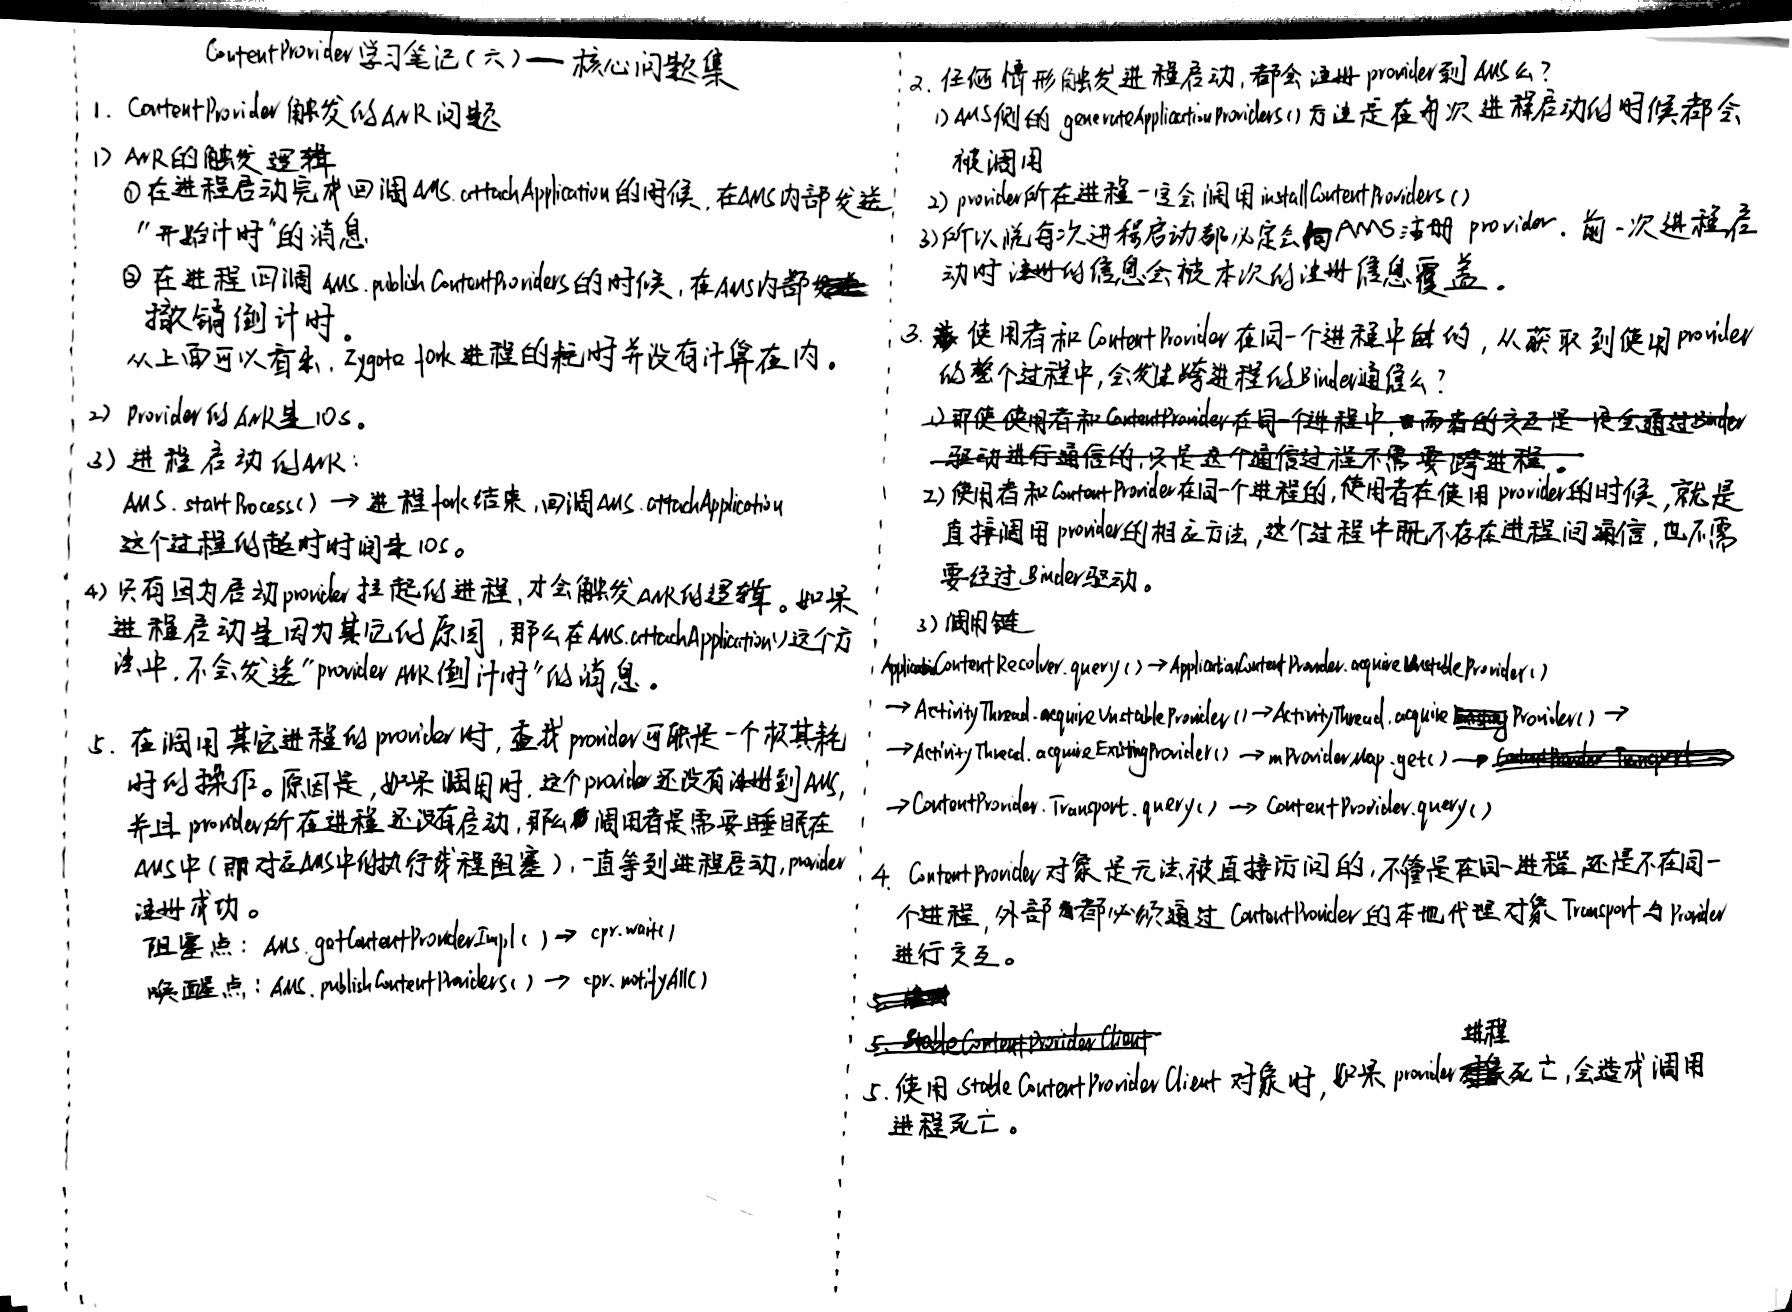 ContentProvider学习笔记(六)—核心问题集
1. ContentProvider触发的ANR问题
1) ANR的触发逻辑
①在进程启动完成回调AMS.attachApplication的时候,在AMS内部发送
"开始计时"的消息
②在进程回调AMS.publishContentProviders的时候,在AMS内部
撤销倒计时。
从上面可以看来,Zygote fork进程的耗时并没有计算在内。
2) Provider的ANR是10s。
3) 进程启动的ANR:
AMS.startProcess() → 进程fork结束,回调AMS.attachApplication
这个过程的超时时间是10s。
4) 只有因为启动provider拉起的进程,才会触发ANR的逻辑。如果
进程启动是因为其它的原因,那么在AMS.attachApplication()这个方
法中,不会发送"provider ANR倒计时"的消息。
5. 在调用其它进程的provider时,查找provider可能是一个极其耗
时的操作。原因是,如果调用时,这个provider还没有注册到AMS,
并且provider所在进程还没有启动,那么调用者是需要睡眠在
AMS中(即对应AMS中的执行线程阻塞),一直等到进程启动,provider
注册成功。
阻塞点: AMS.getContentProviderImpl() → cpr.wait()
唤醒点: AMS.publishContentProviders() → cpr.notifyAll()
2. 任何情形触发进程启动,都会注册provider到AMS么?
1) AMS侧的generateApplicationProviders()方法是在每次进程启动的时候都会
被调用
2) provider所在进程一定会调用installContentProviders()
3) 所以说每次进程启动都必定会向AMS注册provider.前一次进程启
动时注册的信息会被本次的注册信息覆盖。
3. 使用者和ContentProvider在同一个进程中时的,从获取到使用provider
的整个过程中,会发生跨进程的Binder通信么?
1) 即使使用者和ContentProvider在同一个进程中,而者的交互是一定会通过Binder
驱动进行通信的,只是这个通信过程不需要跨进程。
2) 使用者和ContentProvider在同一个进程的,使用者在使用provider的时候,就是
直接调用provider的相应方法,这个过程中既不存在进程间通信,也不需
要经过Binder驱动。
3) 调用链
ApplicationContentResolver.query() → ApplicationContentProvider.acquireUnstableProvider()
→ ActivityThread.acquireUnstableProvider() → ActivityThread.acquireProvider() →
→ ActivityThread.acquireExistingProvider() → mProviderMap.get() → ContentProvider Transport
→ ContentProvider.Transport.query() → ContentProvider.query()
4. ContentProvider对象是无法被直接访问的,不管是在同一进程还是不在同一
个进程,外部都必须通过ContentProvider的本地代理对象Transport与Provider
进行交互。
5. StableContentProviderClient
进程
5. 使用StableContentProviderClient对象时,如果provider对象死亡,会造成调用
进程死亡。